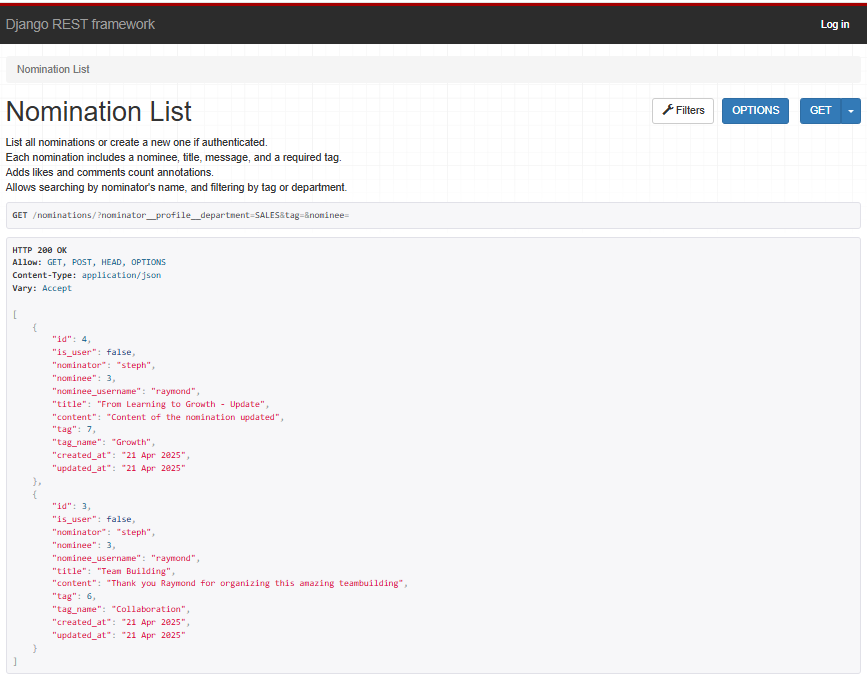 Django REST framework
Log in
Nomination List
Nomination List
Filters
OPTIONS
GET
List all nominations or create a new one if authenticated.
Each nomination includes a nominee, title, message, and a required tag.
Adds likes and comments count annotations.
Allows searching by nominator's name, and filtering by tag or department.
GET /nominations/?nominator__profile__department=SALES&tag=&nominee=
HTTP 200 OK
Allow: GET, POST, HEAD, OPTIONS
Content-Type: application/json
Vary: Accept
[
    {
        "id": 4,
        "is_user": false,
        "nominator": "steph",
        "nominee": 3,
        "nominee_username": "raymond",
        "title": "From Learning to Growth - Update",
        "content": "Content of the nomination updated",
        "tag": 7,
        "tag_name": "Growth",
        "created_at": "21 Apr 2025",
        "updated_at": "21 Apr 2025"
    },
    {
        "id": 3,
        "is_user": false,
        "nominator": "steph",
        "nominee": 3,
        "nominee_username": "raymond",
        "title": "Team Building",
        "content": "Thank you Raymond for organizing this amazing teambuilding",
        "tag": 6,
        "tag_name": "Collaboration",
        "created_at": "21 Apr 2025",
        "updated_at": "21 Apr 2025"
    }
]